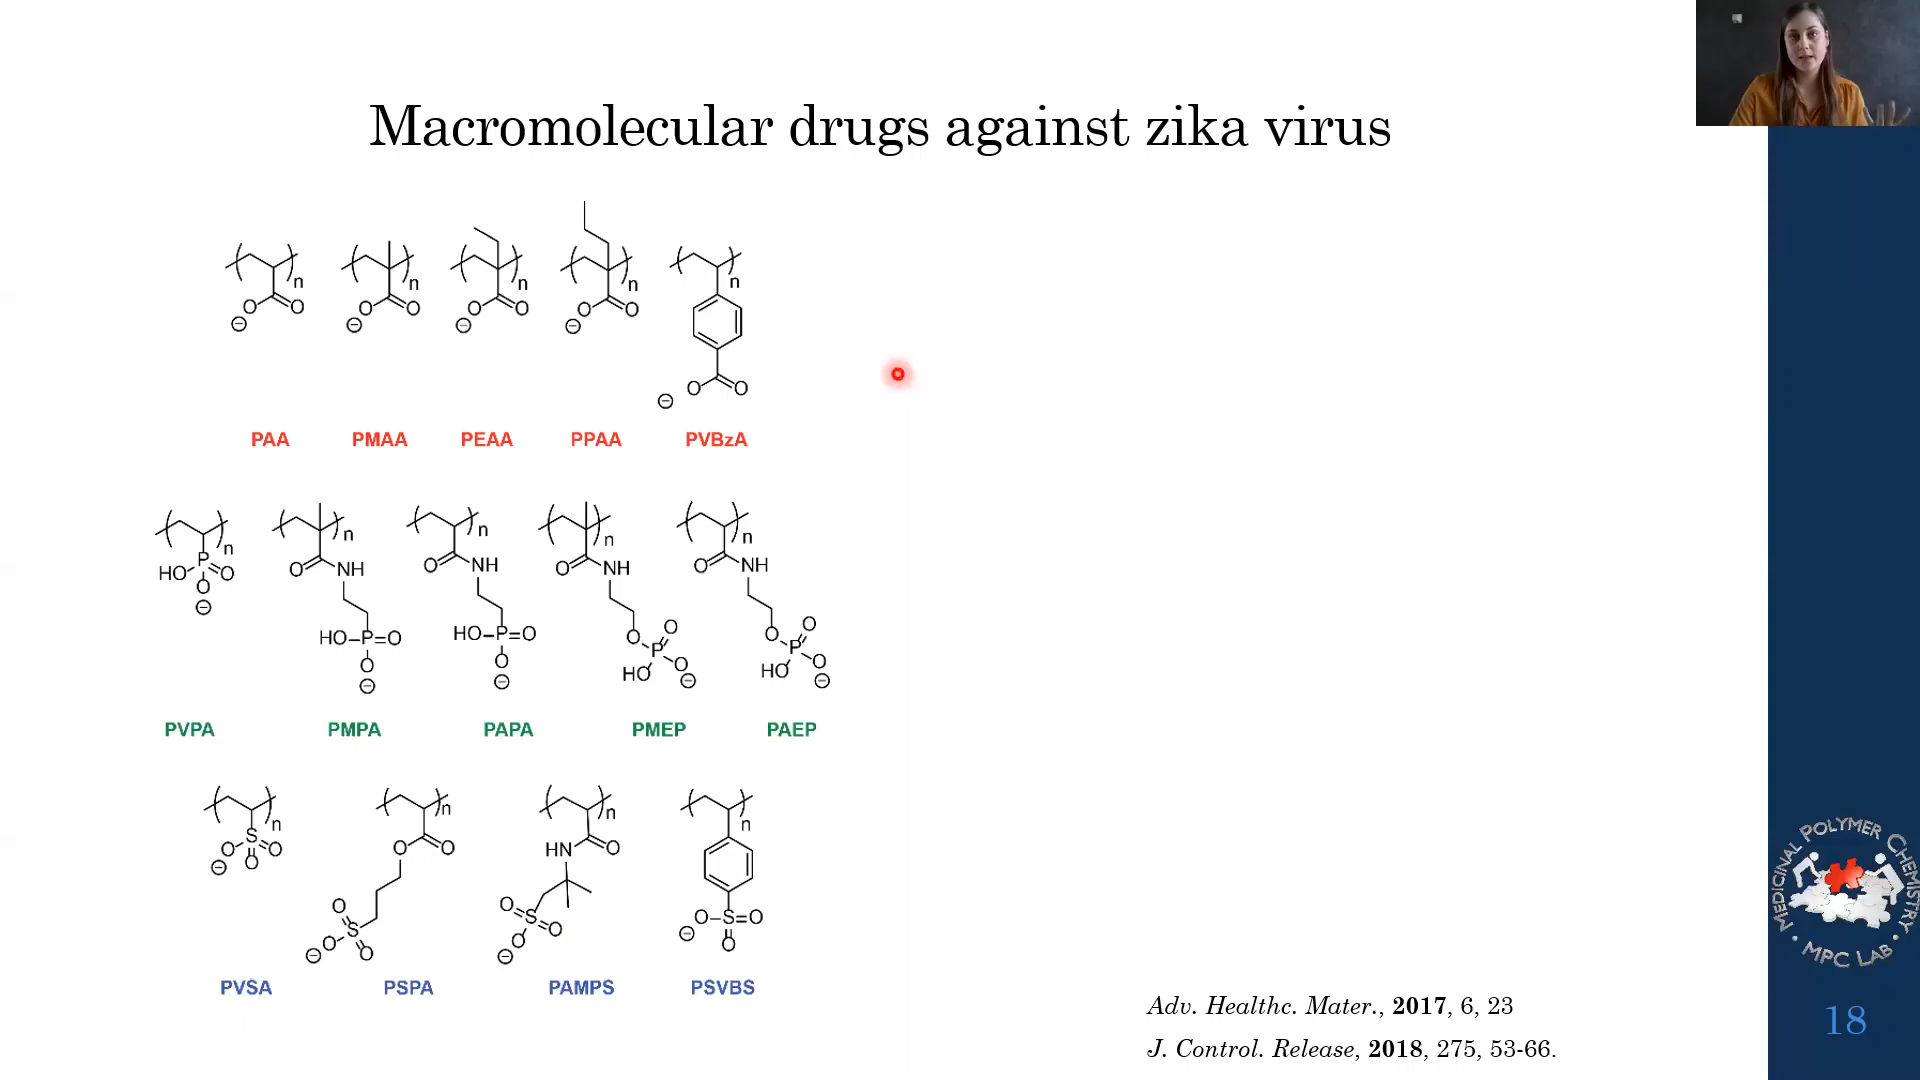 Macromolecular drugs against zika virus
n n n n n
O O O O O O O O
O O
PAA PMAA PEAA PPAA PVBzA
n n n n n
P HO O O
O NH O NH O NH O NH
HO P O O
HO P O O
O P O O HO
O P O O HO
PVPA PMPA PAPA PMEP PAEP
n n n n
S O O O
O O S O O O
HN O S O O O
O S O O
PVSA PSPA PAMPS PSVBS
Adv. Healthc. Mater., 2017, 6, 23
J. Control. Release, 2018, 275, 53-66.
MEDICINAL POLYMER CHEMISTRY
• MPC LAB •
18